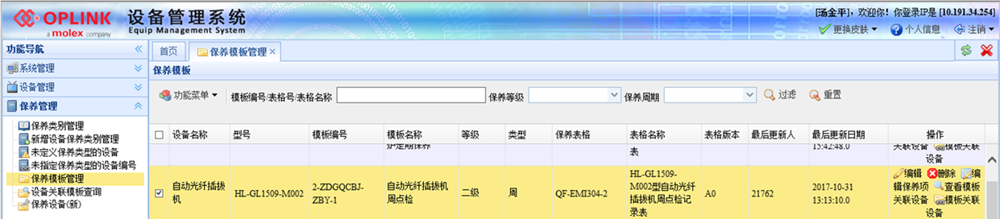 OPLINK
a molex company
设备管理系统
Equip Management System
[汤金平], 欢迎你! 你登录IP是 [10.191.34.254]
更换皮肤 个人信息 注销
功能导航
系统管理
设备管理
保养管理
保养类别管理
新增设备保养类别管理
未定义保养类型的设备
未指定保养类型的设备编号
保养模板管理
设备关联模板查询
保养设备(新)
首页 保养模板管理
保养模板
功能菜单 模板编号/表格号/表格名称 保养等级 保养周期 过滤 重置
设备名称 型号 模板编号 模板名称 等级 类型 保养表格 表格名称 表格版本 最后更新人 最后更新日期 操作
炉定期保养
表
15:42:48.0
关联设备 模板关联
设备
自动光纤插拔
机
HL-GL1509-M002
2-ZDGQCBJ-
ZBY-1
自动光纤插拔机
周点检
二级
周
QF-EMI304-2
HL-GL1509-
M002型自动光纤
插拔机周点检记
录表
A0
21762
2017-10-31
13:13:10.0
编辑 删除 编
辑保养项 查看模板
关联设备 模板关联
设备